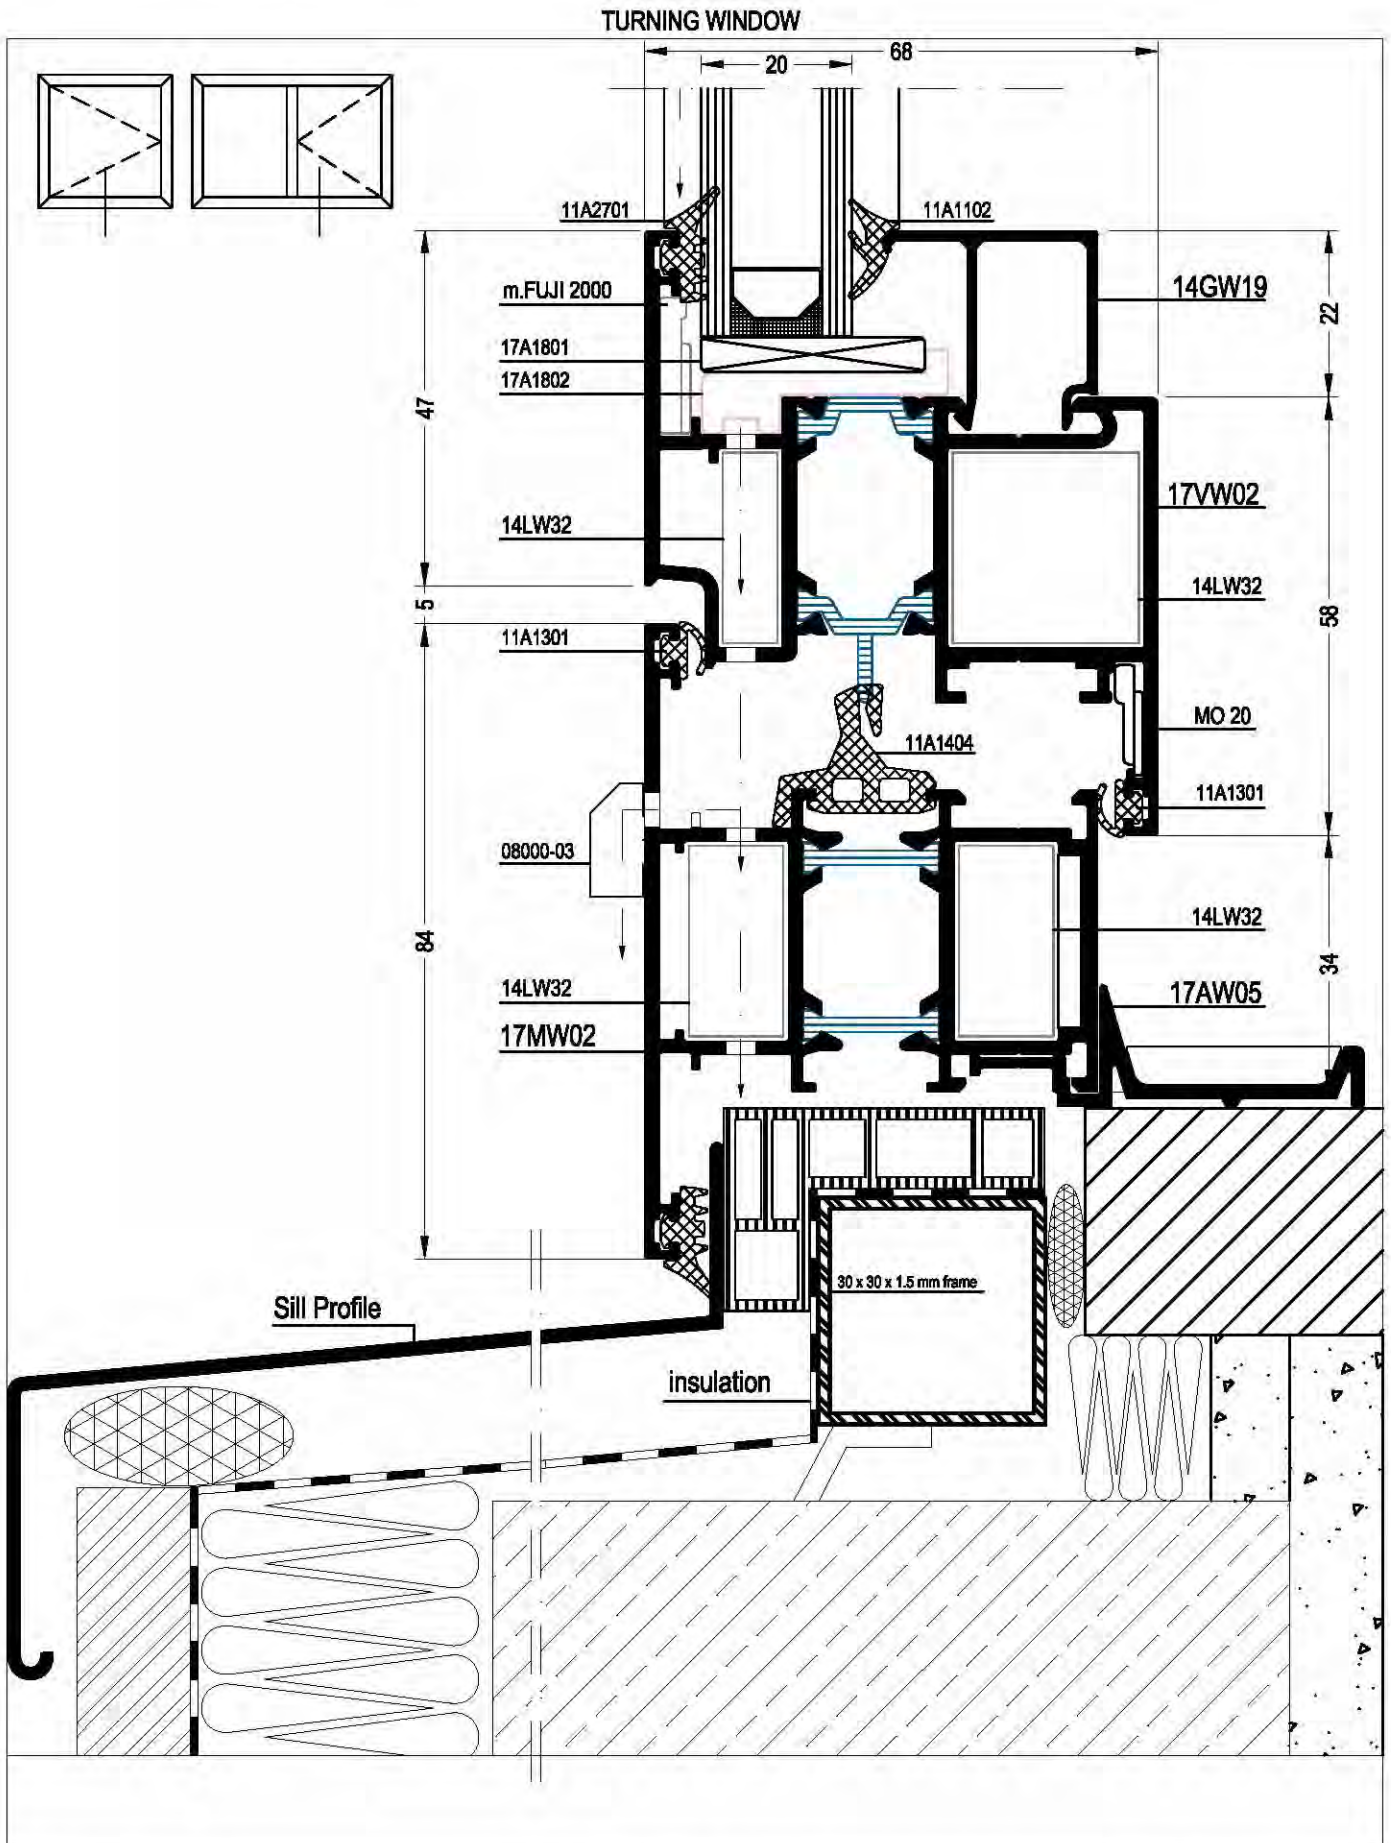 TURNING WINDOW
68
20
11A2701
11A1102
m.FUJI 2000
14GW19
22
17A1801
17A1802
47
17VW02
14LW32
14LW32
58
5
11A1301
MO 20
11A1404
11A1301
08000-03
84
14LW32
34
14LW32
17AW05
17MW02
30 x 30 x 1.5 mm frame
Sill Profile
insulation